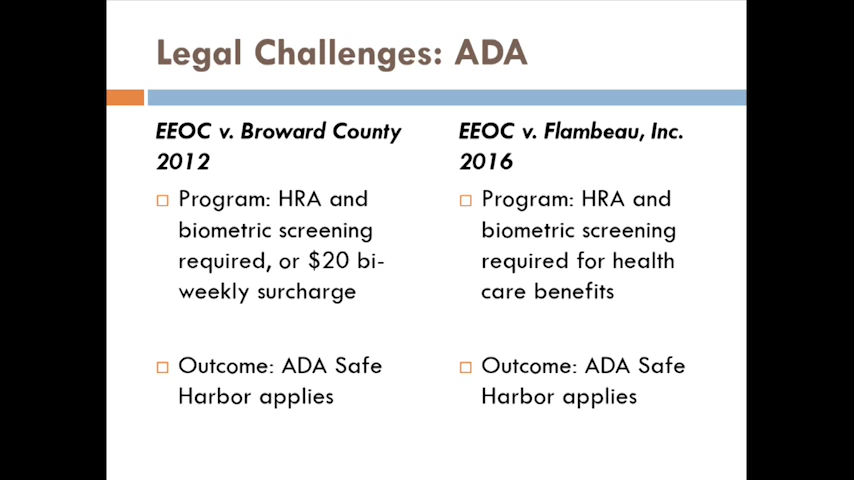 Legal Challenges: ADA
EEOC v. Broward County
2012
Program: HRA and
biometric screening
required, or $20 bi-
weekly surcharge
Outcome: ADA Safe
Harbor applies
EEOC v. Flambeau, Inc.
2016
Program: HRA and
biometric screening
required for health
care benefits
Outcome: ADA Safe
Harbor applies